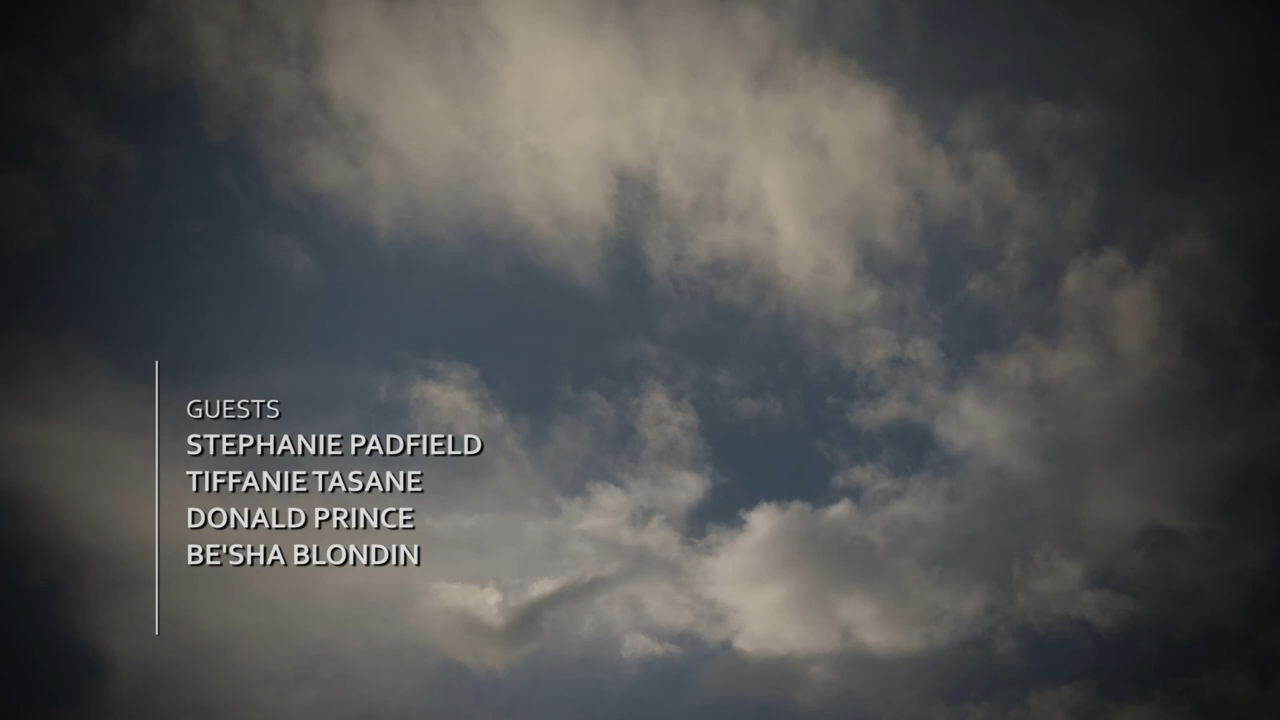 GUESTS
STEPHANIE PADFIELD
TIFFANIE TASANE
DONALD PRINCE
BE'SHA BLONDIN